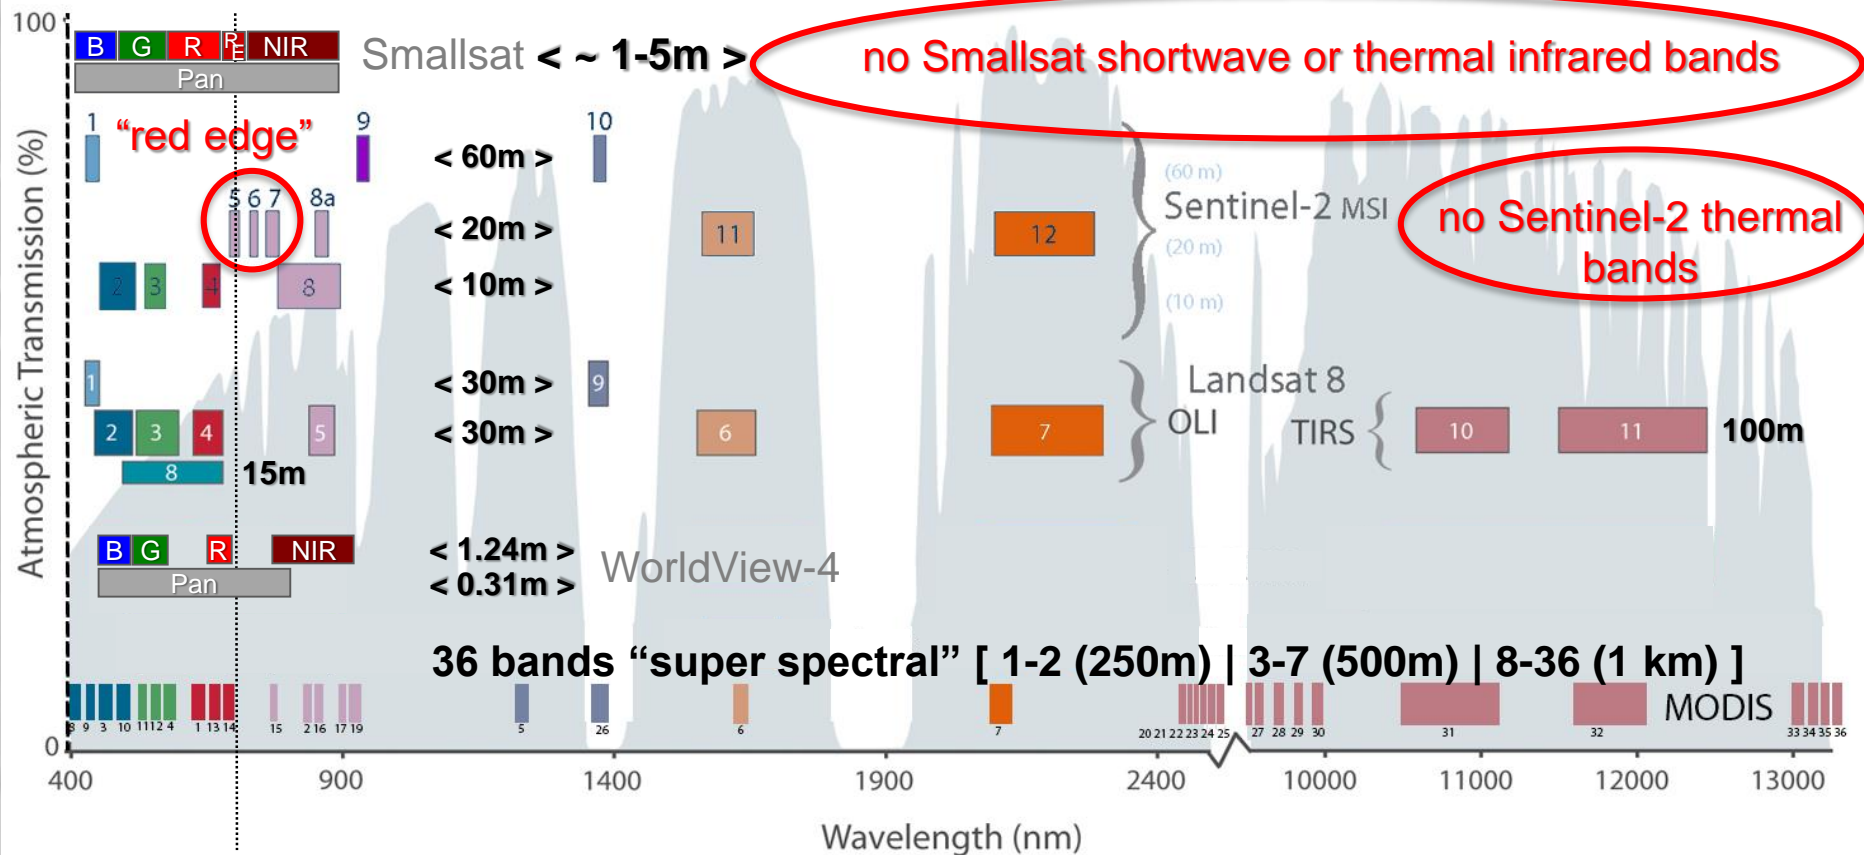 100
B G R RE NIR
Pan
Smallsat < ~ 1-5m >
no Smallsat shortwave or thermal infrared bands
1 "red edge" 9 10
< 60m >
(60 m)
5 6 7 8a
< 20m >
11 12
Sentinel-2 MSI
(20 m)
no Sentinel-2 thermal
bands
2 3 4 8
< 10m >
(10 m)
1
< 30m >
9
Landsat 8
2 3 4 5
< 30m >
6 7
OLI
TIRS
10 11
100m
8
15m
B G R NIR
Pan
< 1.24m >
< 0.31m >
WorldView-4
36 bands “super spectral” [ 1-2 (250m) | 3-7 (500m) | 8-36 (1 km) ]
MODIS
8 9 3 10 11 12 4 1 13 14 15 2 16 17 19 5 26 6 7 20 21 22 23 24 25 27 28 29 30 31 32 33 34 35 36
0
400 900 1400 1900 2400 10000 11000 12000 13000
Wavelength (nm)
Atmospheric Transmission (%)